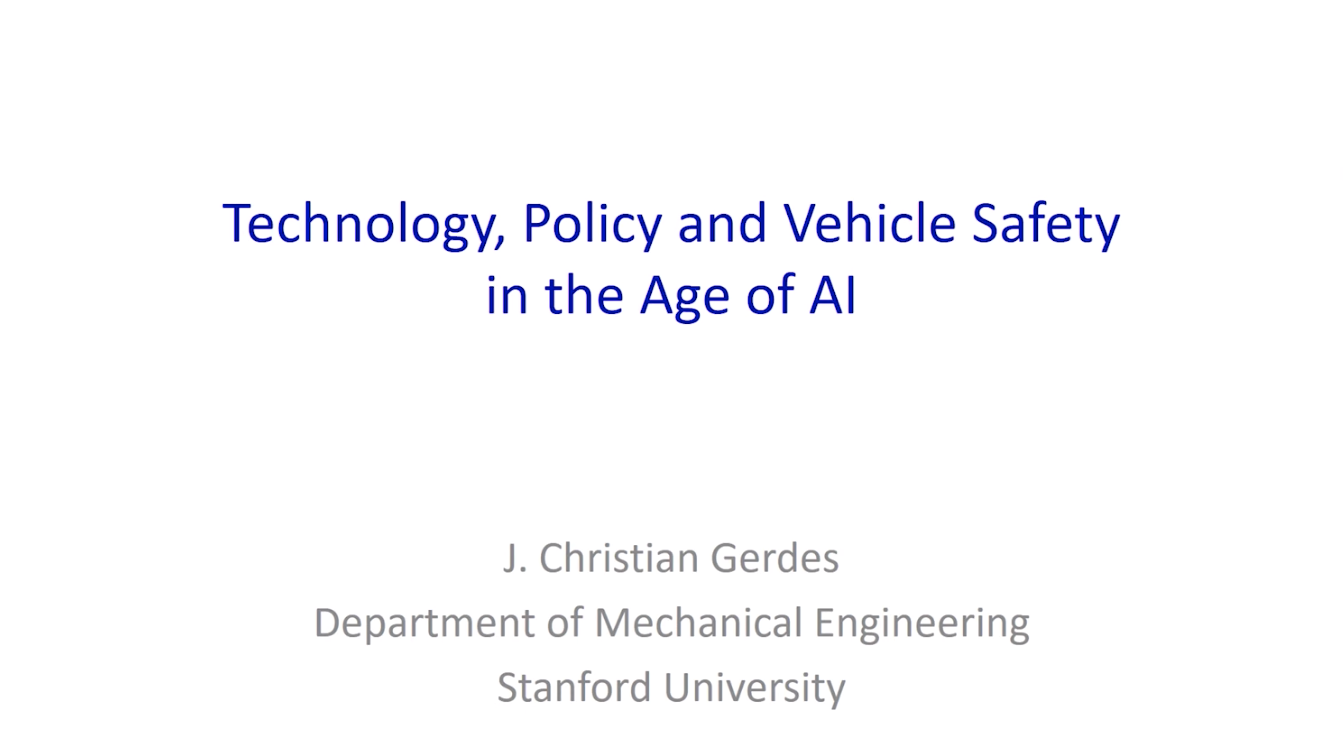 Technology, Policy and Vehicle Safety
in the Age of AI
J. Christian Gerdes
Department of Mechanical Engineering
Stanford University